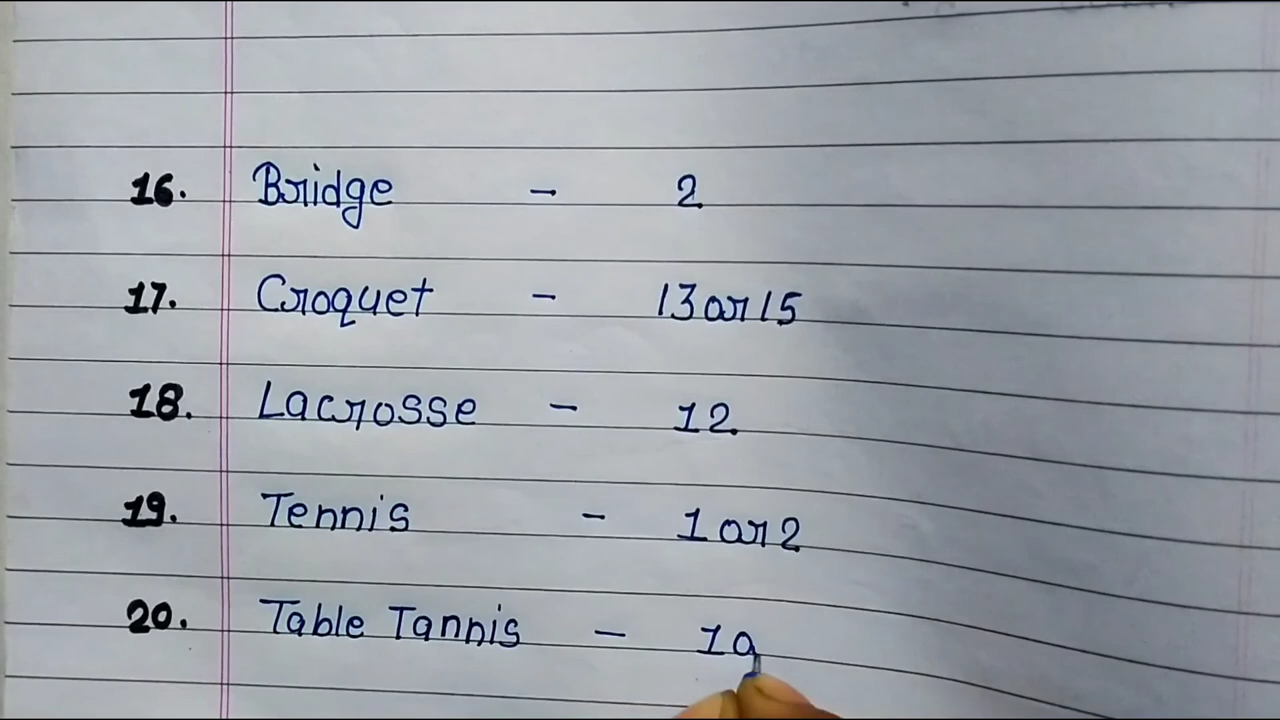 16. Bridge - 2
17. Croquet - 13 or 15
18. Lacrosse - 12
19. Tennis - 1 or 2
20. Table Tannis - 1